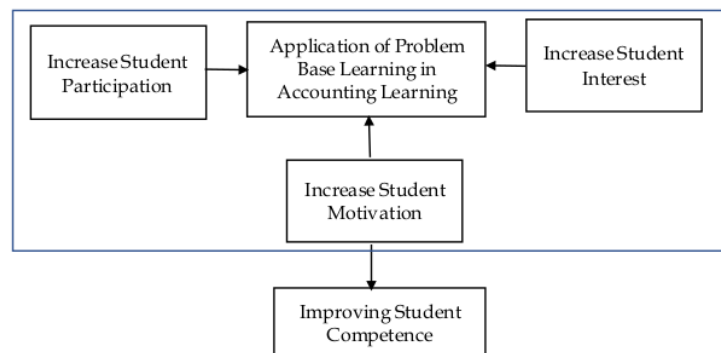 Increase Student
Participation
Application of Problem
Base Learning in
Accounting Learning
Increase Student
Interest
Increase Student
Motivation
Improving Student
Competence